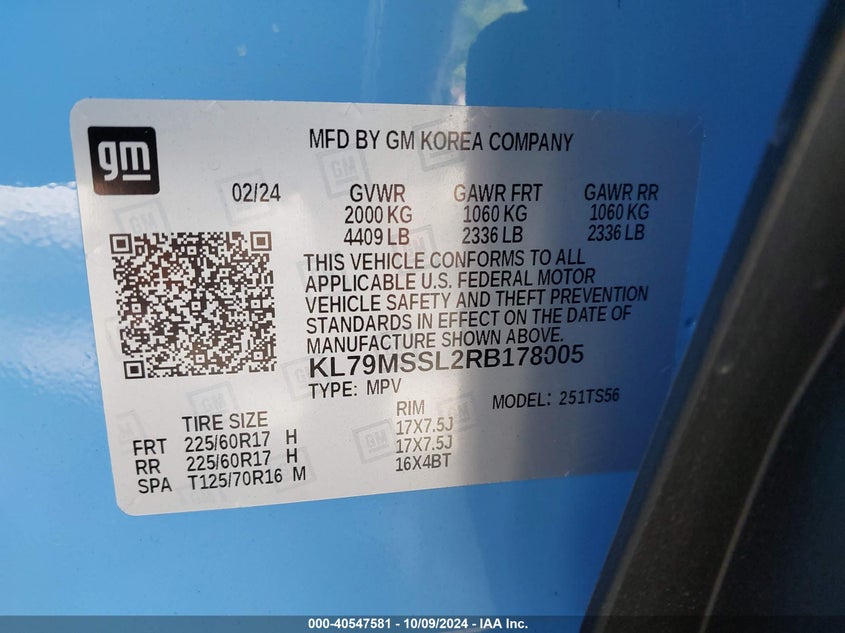 gm
MFD BY GM KOREA COMPANY
02/24 GVWR GAWR FRT GAWR RR
2000 KG 1060 KG 1060 KG
4409 LB 2336 LB 2336 LB
THIS VEHICLE CONFORMS TO ALL
APPLICABLE U.S. FEDERAL MOTOR
VEHICLE SAFETY AND THEFT PREVENTION
STANDARDS IN EFFECT ON THE DATE OF
MANUFACTURE SHOWN ABOVE.
KL79MSSL2RB178005
TYPE: MPV MODEL: 251TS56
TIRE SIZE RIM
FRT 225/60R17 H 17X7.5J
RR 225/60R17 H 17X7.5J
SPA T125/70R16 M 16X4BT
000-40547581 - 10/09/2024 - IAA Inc.